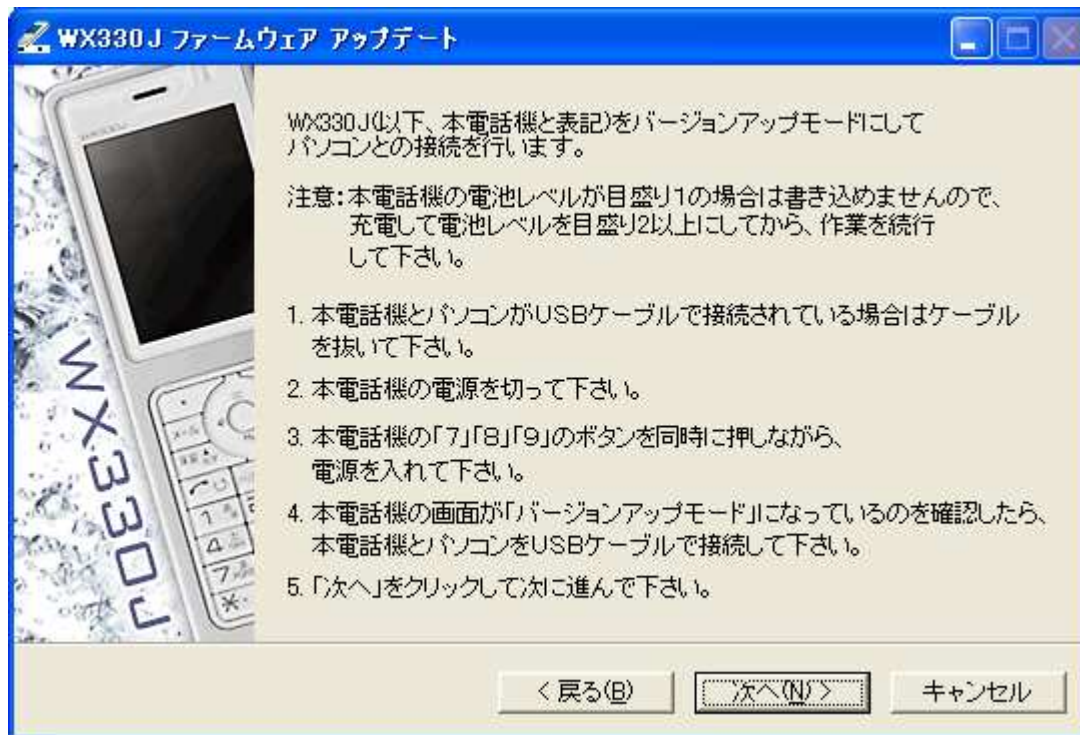 WX330J ファームウェア アップデート
WX330J(以下、本電話機と表記)をバージョンアップモードにして
パソコンとの接続を行います。
注意:本電話機の電池レベルが目盛り1の場合は書き込めませんので、
充電して電池レベルを目盛り2以上にしてから、作業を続行
して下さい。
1. 本電話機とパソコンがUSBケーブルで接続されている場合はケーブル
を抜いて下さい。
2. 本電話機の電源を切って下さい。
3. 本電話機の「7」「8」「9」のボタンを同時に押しながら、
電源を入れて下さい。
4. 本電話機の画面が「バージョンアップモード」になっているのを確認したら、
本電話機とパソコンをUSBケーブルで接続して下さい。
5. 「次へ」をクリックして次に進んで下さい。
WX330J
< 戻る(B)
次へ(N) >
キャンセル